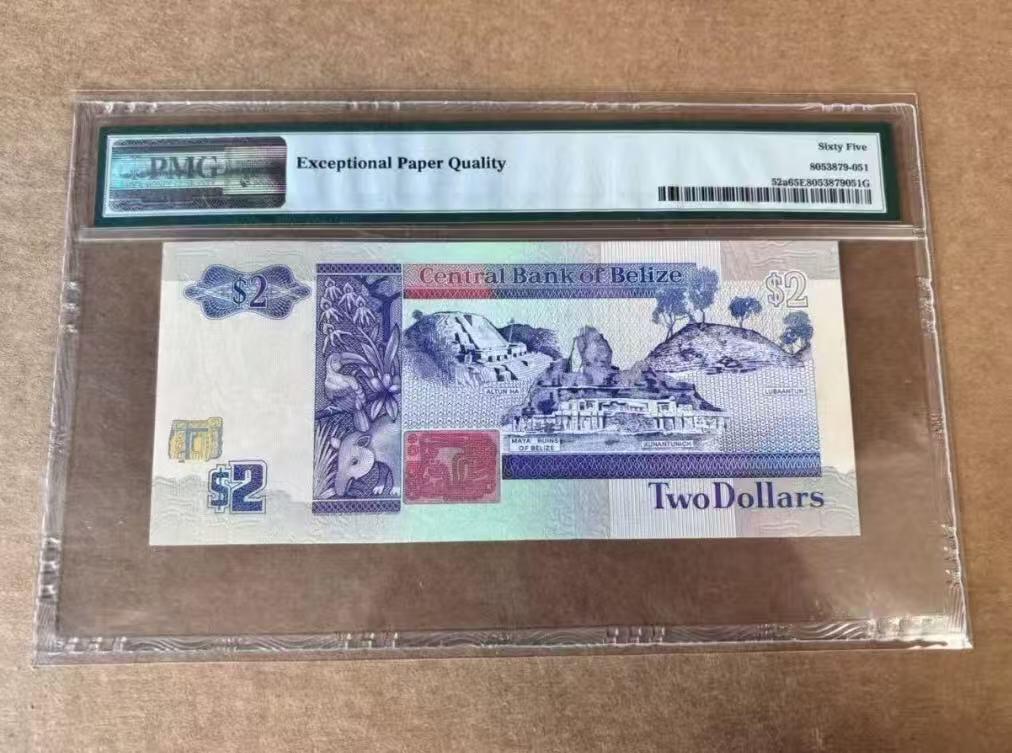 PMG
Exceptional Paper Quality
Sixty Five
8053879-051
52a65E8053879051G
$2
Central Bank of Belize
$2
ALTUN HA
LUBAANTUN
MAYA RUINS
OF BELIZE
XUNANTUNICH
$2
Two Dollars